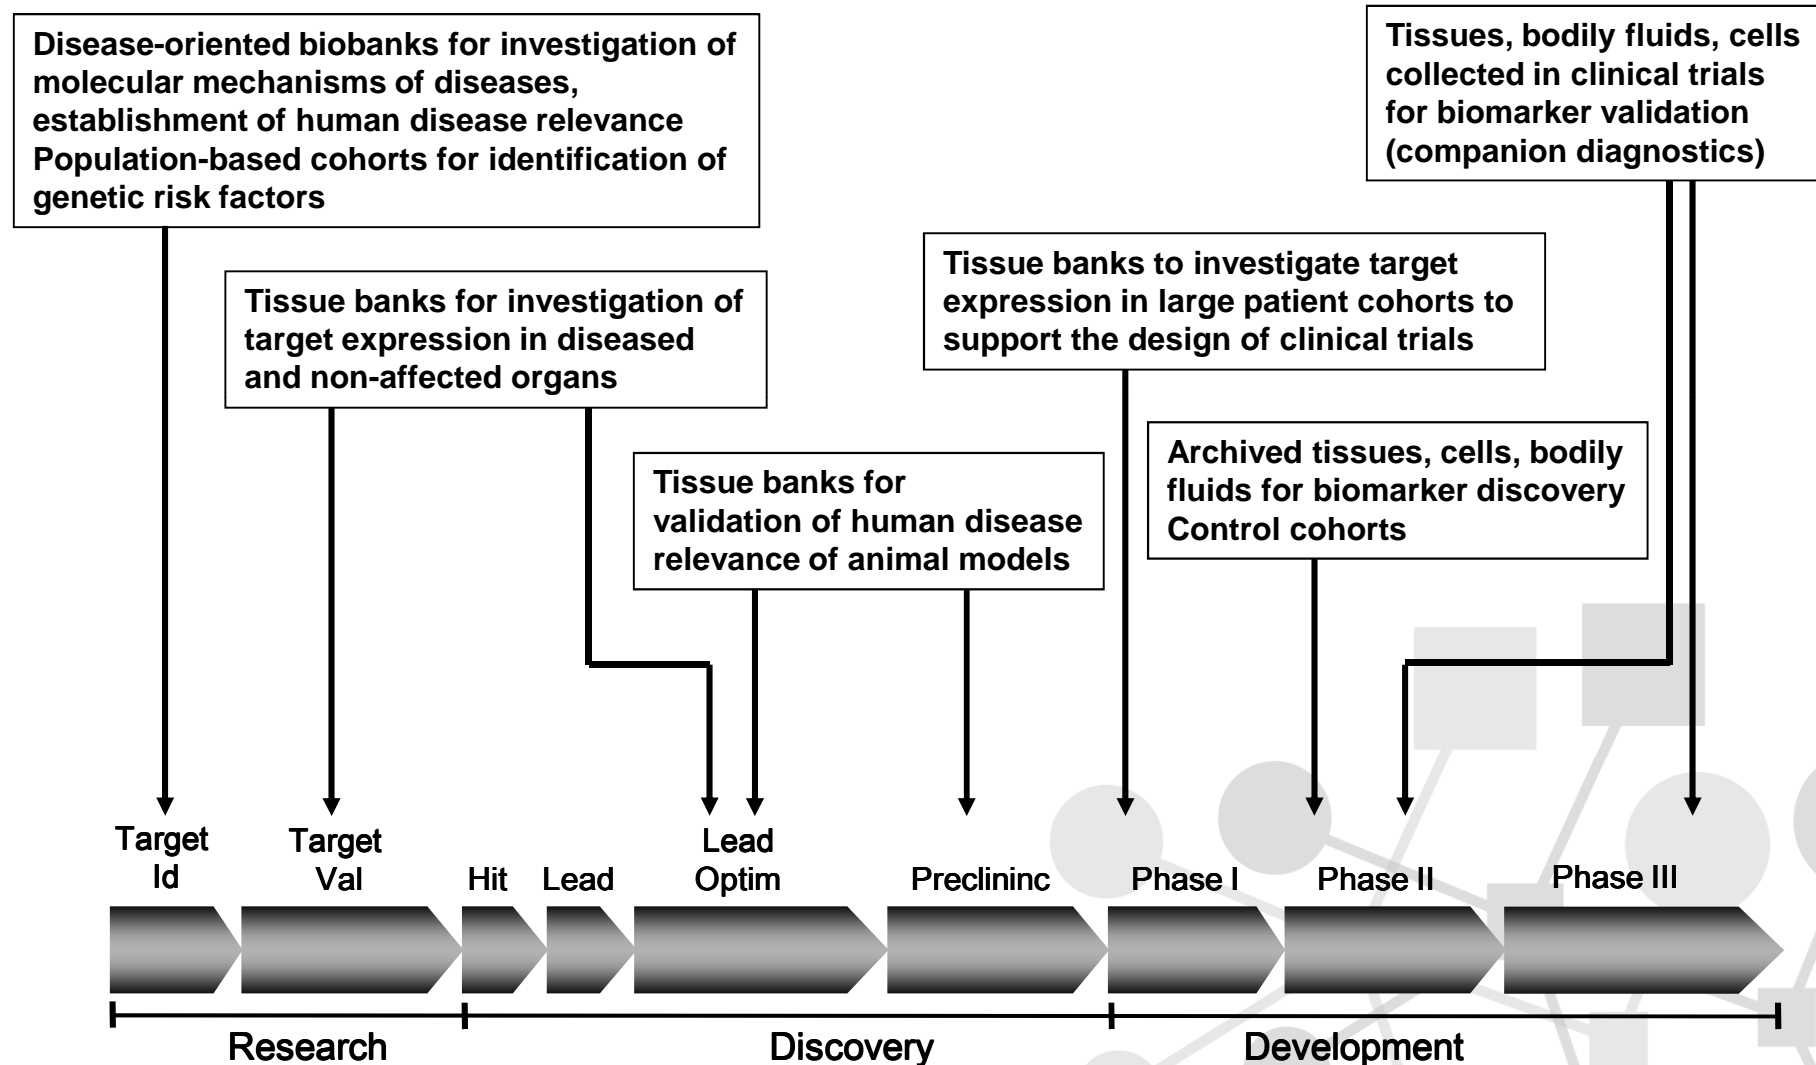 Disease-oriented biobanks for investigation of
molecular mechanisms of diseases,
establishment of human disease relevance
Population-based cohorts for identification of
genetic risk factors
Tissues, bodily fluids, cells
collected in clinical trials
for biomarker validation
(companion diagnostics)
Tissue banks for investigation of
target expression in diseased
and non-affected organs
Tissue banks to investigate target
expression in large patient cohorts to
support the design of clinical trials
Tissue banks for
validation of human disease
relevance of animal models
Archived tissues, cells, bodily
fluids for biomarker discovery
Control cohorts
Target
Id
Target
Val
Hit
Lead
Lead
Optim
Preclininc
Phase I
Phase II
Phase III
Research
Discovery
Development